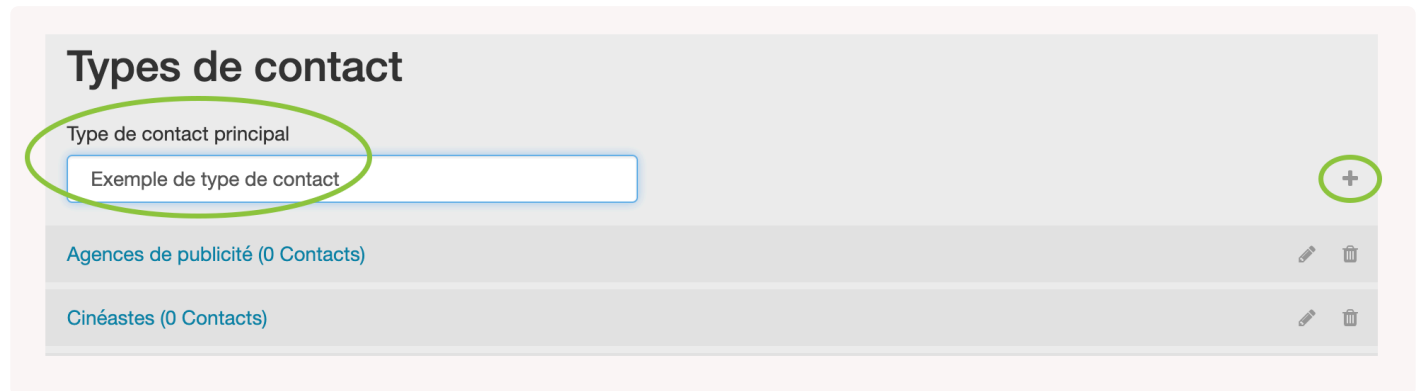 Types de contact
Type de contact principal
Exemple de type de contact
Agences de publicité (0 Contacts)
Cinéastes (0 Contacts)